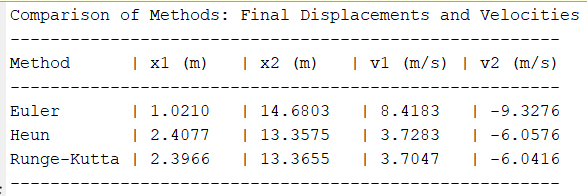 Comparison of Methods: Final Displacements and Velocities
-------------------------------------------------------
Method | x1 (m) | x2 (m) | v1 (m/s) | v2 (m/s)
-------------------------------------------------------
Euler | 1.0210 | 14.6803 | 8.4183 | -9.3276
Heun | 2.4077 | 13.3575 | 3.7283 | -6.0576
Runge-Kutta | 2.3966 | 13.3655 | 3.7047 | -6.0416
-------------------------------------------------------